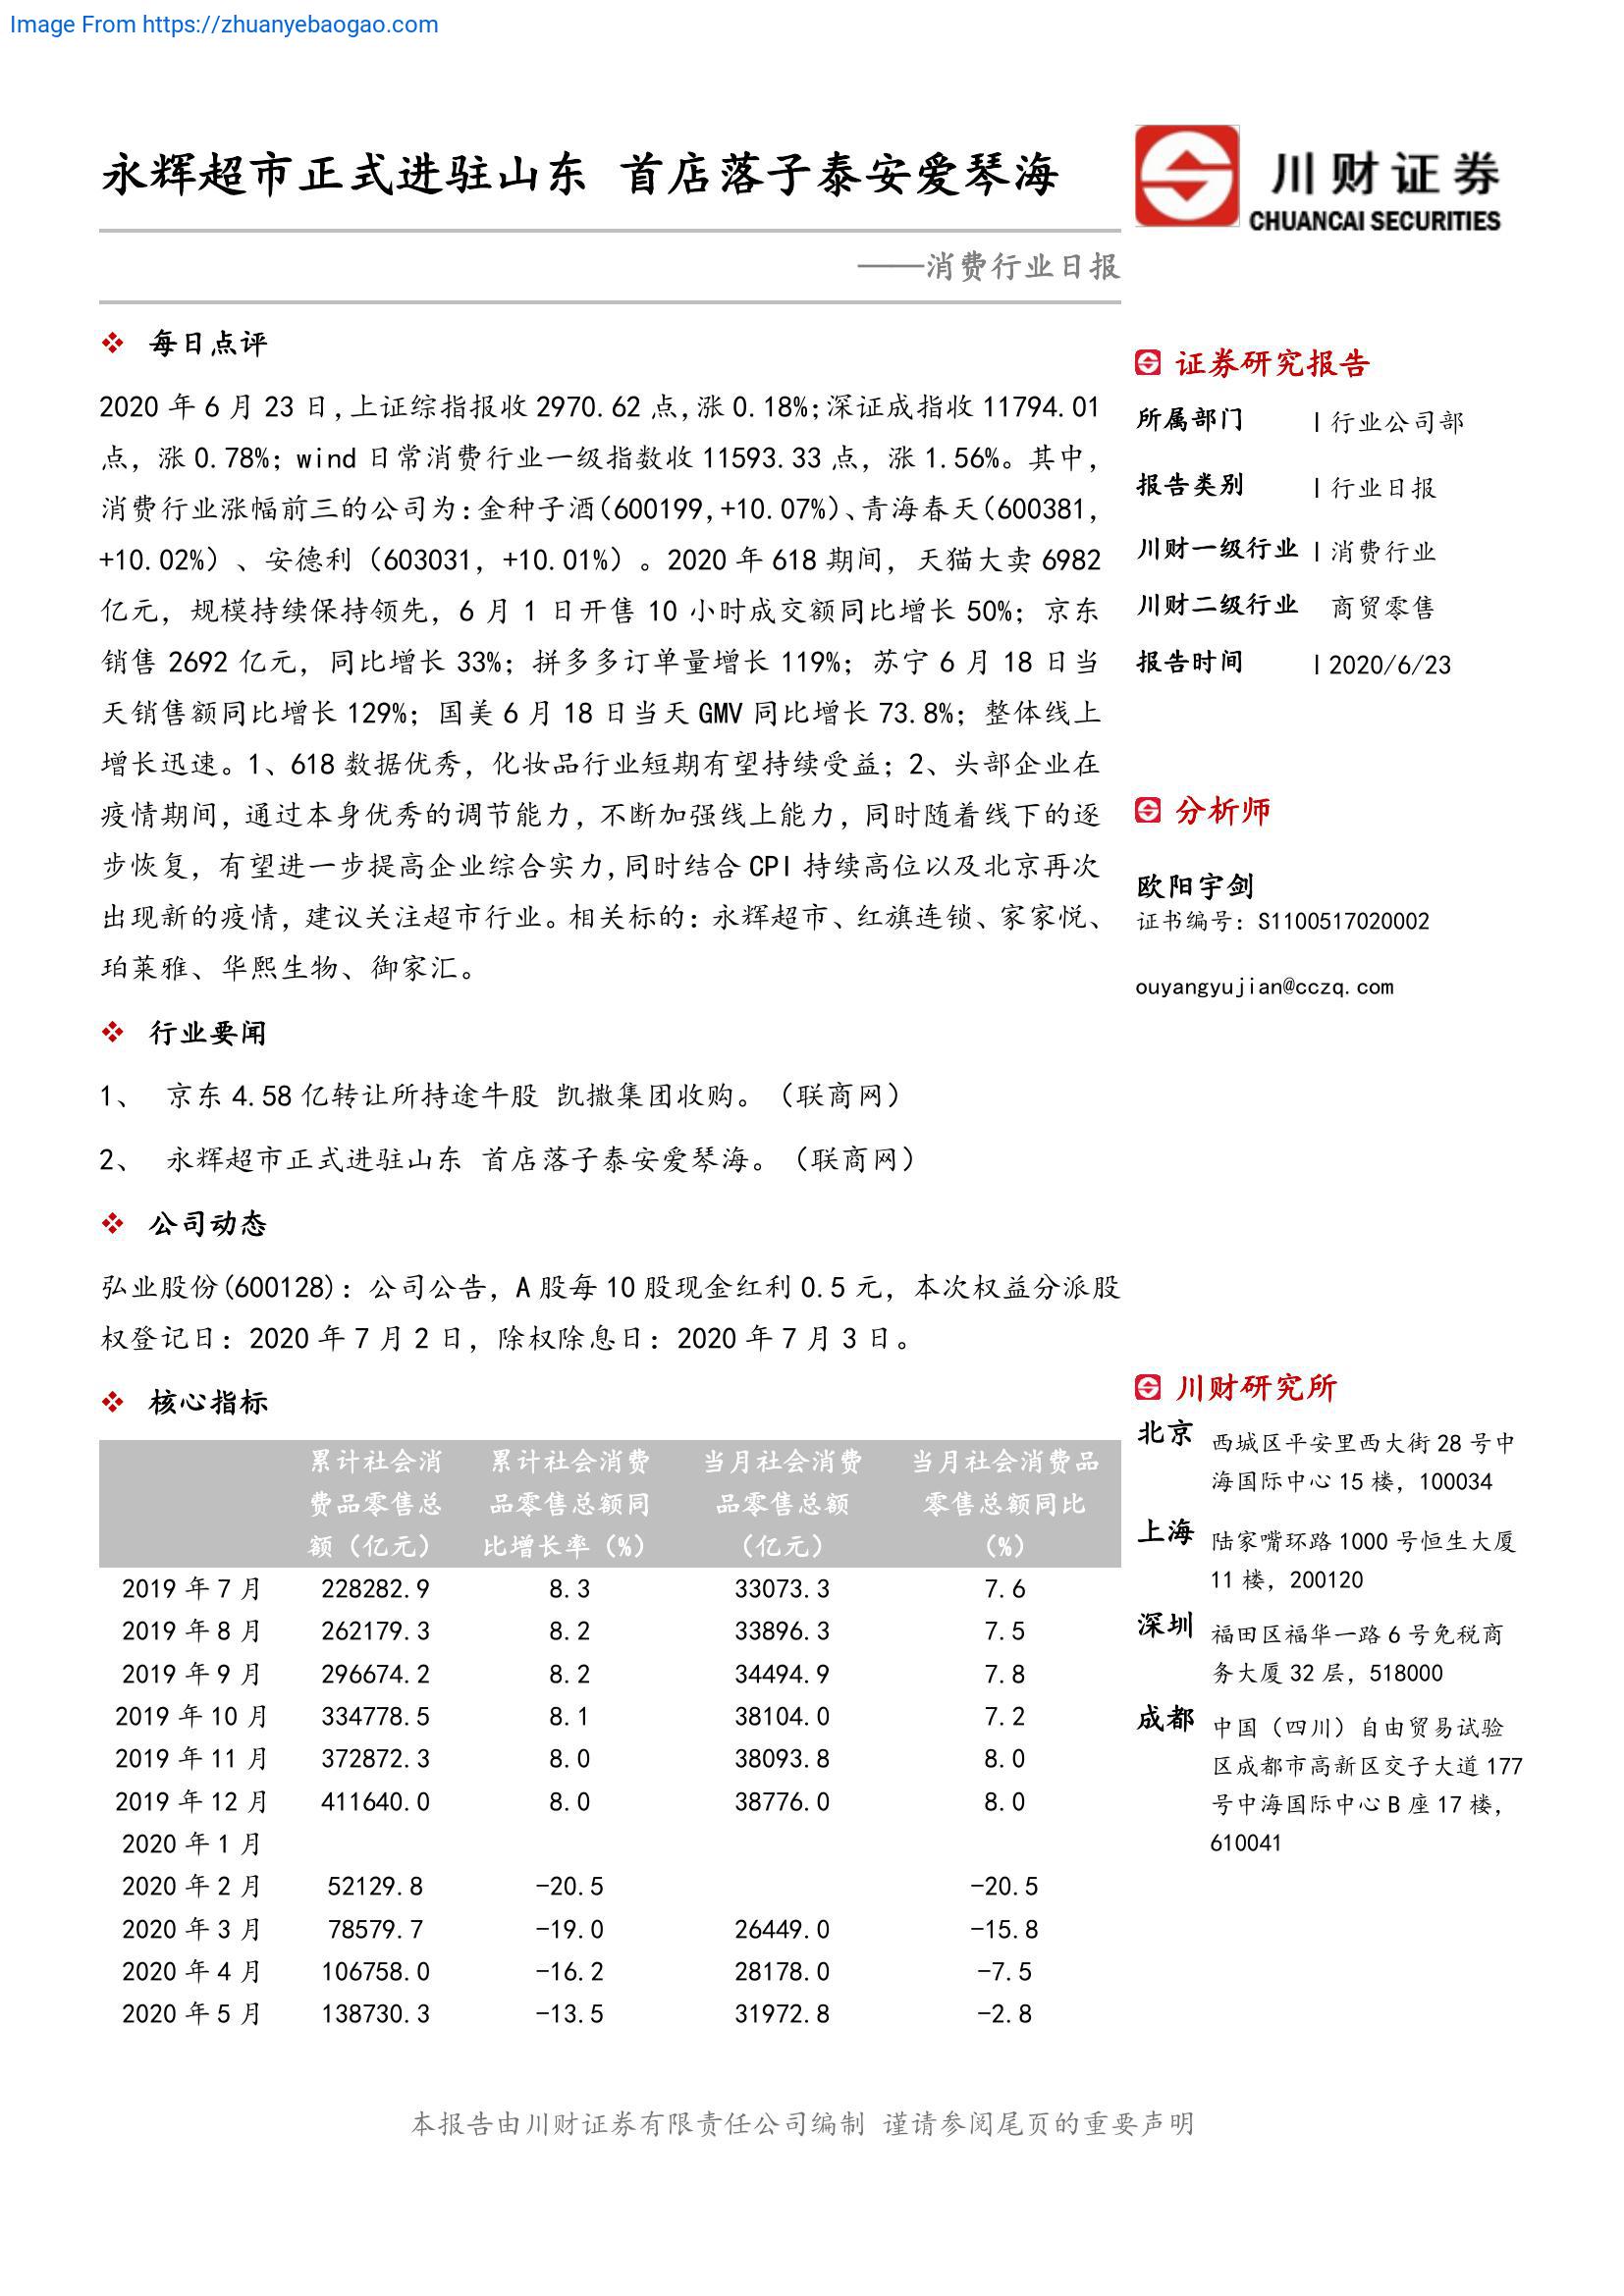 Image From https://zhuanyebaogao.com
永辉超市正式进驻山东 首店落子泰安爱琴海
川财证券
CHUANCAI SECURITIES
——消费行业日报
每日点评
2020 年 6 月 23 日,上证综指报收 2970.62 点,涨 0.18%;深证成指收 11794.01
点，涨 0.78%；wind 日常消费行业一级指数收 11593.33 点，涨 1.56%。其中，
消费行业涨幅前三的公司为:金种子酒(600199,+10.07%)、青海春天(600381,
+10.02%）、安德利（603031，+10.01%）。2020 年 618 期间，天猫大卖 6982
亿元，规模持续保持领先，6 月 1 日开售 10 小时成交额同比增长 50%；京东
销售 2692 亿元，同比增长 33%；拼多多订单量增长 119%；苏宁 6 月 18 日当
天销售额同比增长 129%；国美 6 月 18 日当天 GMV 同比增长 73.8%；整体线上
增长迅速。1、618 数据优秀，化妆品行业短期有望持续受益；2、头部企业在
疫情期间，通过本身优秀的调节能力，不断加强线上能力，同时随着线下的逐
步恢复，有望进一步提高企业综合实力,同时结合 CPI 持续高位以及北京再次
出现新的疫情，建议关注超市行业。相关标的：永辉超市、红旗连锁、家家悦、
珀莱雅、华熙生物、御家汇。
行业要闻
1、 京东 4.58 亿转让所持途牛股 凯撒集团收购。（联商网）
2、 永辉超市正式进驻山东 首店落子泰安爱琴海。（联商网）
公司动态
弘业股份(600128)：公司公告，A 股每 10 股现金红利 0.5 元，本次权益分派股
权登记日：2020 年 7 月 2 日，除权除息日：2020 年 7 月 3 日。
核心指标
累计社会消 累计社会消费 当月社会消费 当月社会消费品
费品零售总 品零售总额同 品零售总额 零售总额同比
额（亿元） 比增长率（%） （亿元） （%）
2019 年 7 月 228282.9 8.3 33073.3 7.6
2019 年 8 月 262179.3 8.2 33896.3 7.5
2019 年 9 月 296674.2 8.2 34494.9 7.8
2019 年 10 月 334778.5 8.1 38104.0 7.2
2019 年 11 月 372872.3 8.0 38093.8 8.0
2019 年 12 月 411640.0 8.0 38776.0 8.0
2020 年 1 月
2020 年 2 月 52129.8 -20.5 -20.5
2020 年 3 月 78579.7 -19.0 26449.0 -15.8
2020 年 4 月 106758.0 -16.2 28178.0 -7.5
2020 年 5 月 138730.3 -13.5 31972.8 -2.8
证券研究报告
所属部门 | 行业公司部
报告类别 | 行业日报
川财一级行业 | 消费行业
川财二级行业 商贸零售
报告时间 | 2020/6/23
分析师
欧阳宇剑
证书编号：S1100517020002
ouyangyujian@cczq.com
川财研究所
北京 西城区平安里西大街 28 号中
海国际中心 15 楼，100034
上海 陆家嘴环路 1000 号恒生大厦
11 楼，200120
深圳 福田区福华一路 6 号免税商
务大厦 32 层，518000
成都 中国（四川）自由贸易试验
区成都市高新区交子大道 177
号中海国际中心 B 座 17 楼，
610041
本报告由川财证券有限责任公司编制 谨请参阅尾页的重要声明